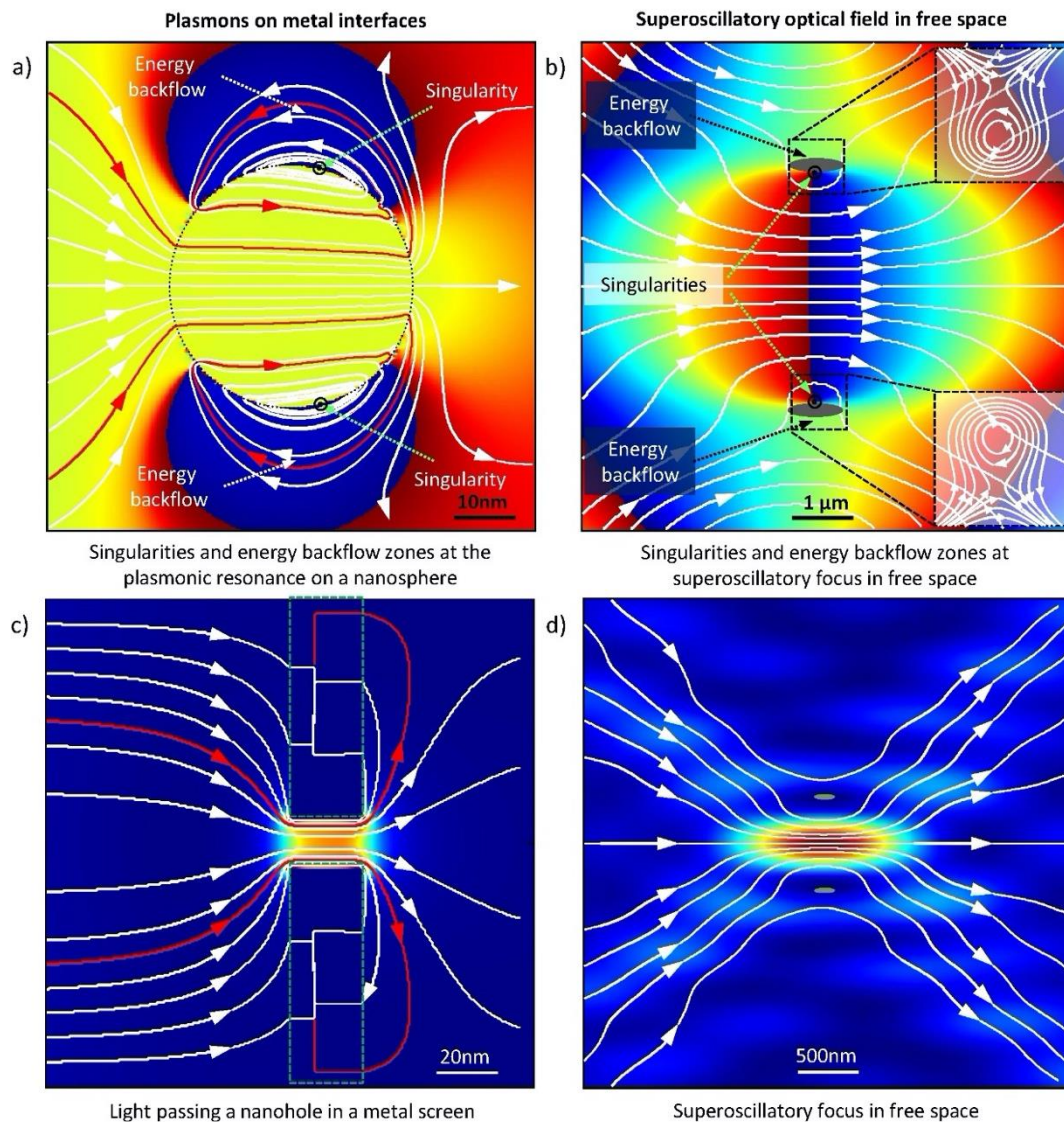 Plasmons on metal interfaces
Superoscillatory optical field in free space
a)
Energy
backflow
Singularity
Energy
backflow
Singularity
10nm
b)
Energy
backflow
Singularities
Energy
backflow
1 μm
Singularities and energy backflow zones at the
plasmonic resonance on a nanosphere
Singularities and energy backflow zones at
superoscillatory focus in free space
c)
20nm
d)
500nm
Light passing a nanohole in a metal screen
Superoscillatory focus in free space